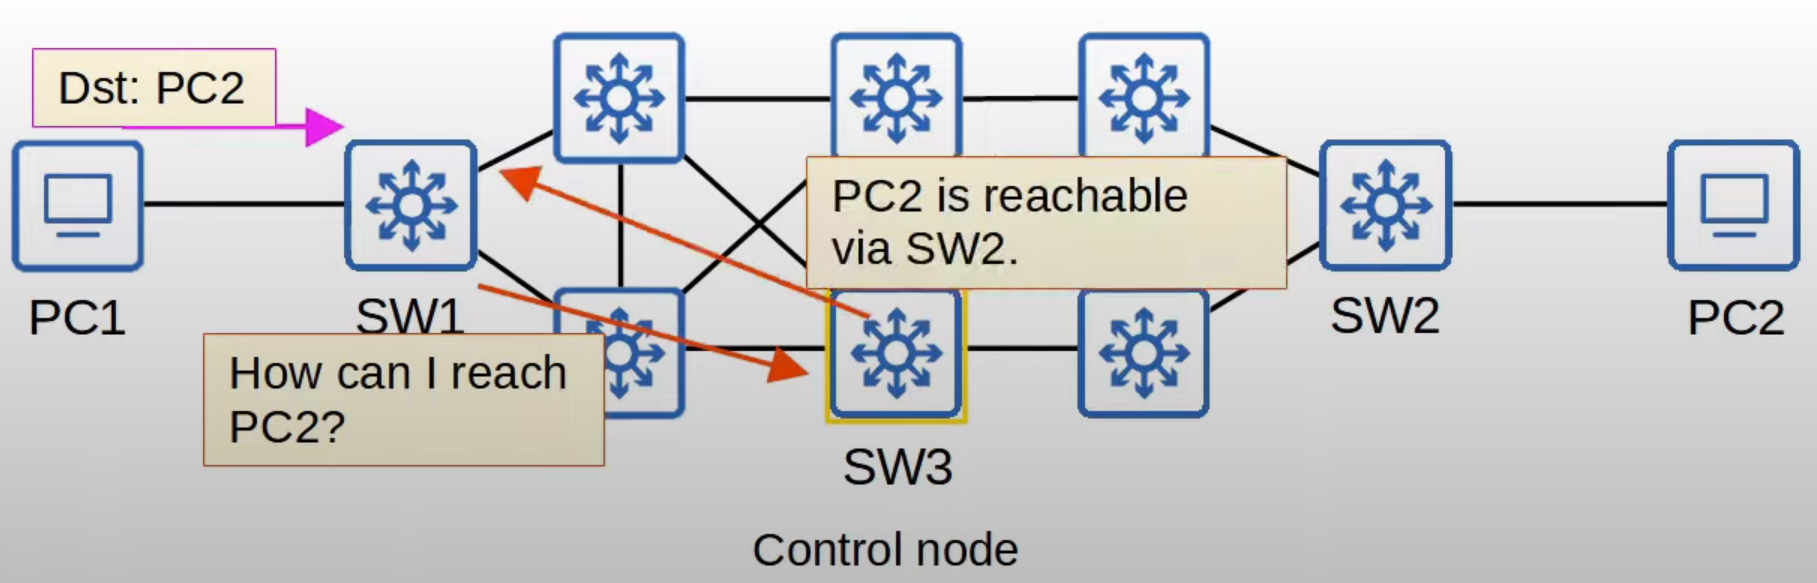 Dst: PC2
PC2 is reachable
via SW2.
PC1
SW1
SW2
PC2
How can I reach
PC2?
SW3
Control node